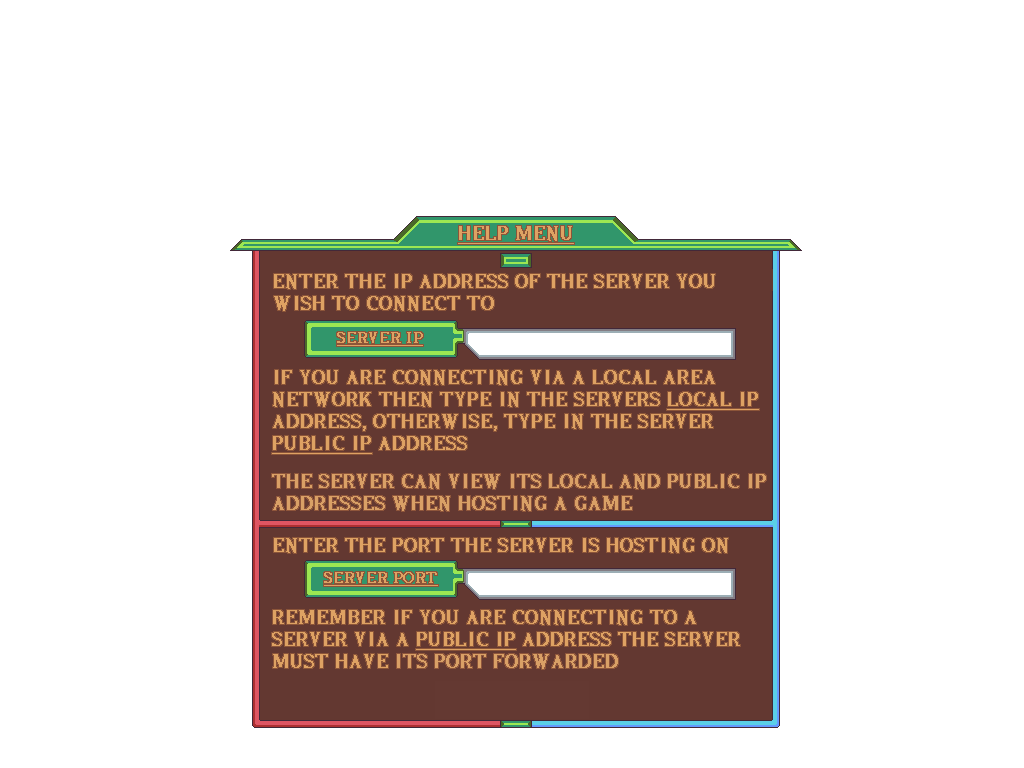 HELP MENU
ENTER THE IP ADDRESS OF THE SERVER YOU
WISH TO CONNECT TO
SERVER IP
IF YOU ARE CONNECTING VIA A LOCAL AREA
NETWORK THEN TYPE IN THE SERVERS LOCAL IP
ADDRESS, OTHERWISE, TYPE IN THE SERVER
PUBLIC IP ADDRESS
THE SERVER CAN VIEW ITS LOCAL AND PUBLIC IP
ADDRESSES WHEN HOSTING A GAME
ENTER THE PORT THE SERVER IS HOSTING ON
SERVER PORT
REMEMBER IF YOU ARE CONNECTING TO A
SERVER VIA A PUBLIC IP ADDRESS THE SERVER
MUST HAVE ITS PORT FORWARDED